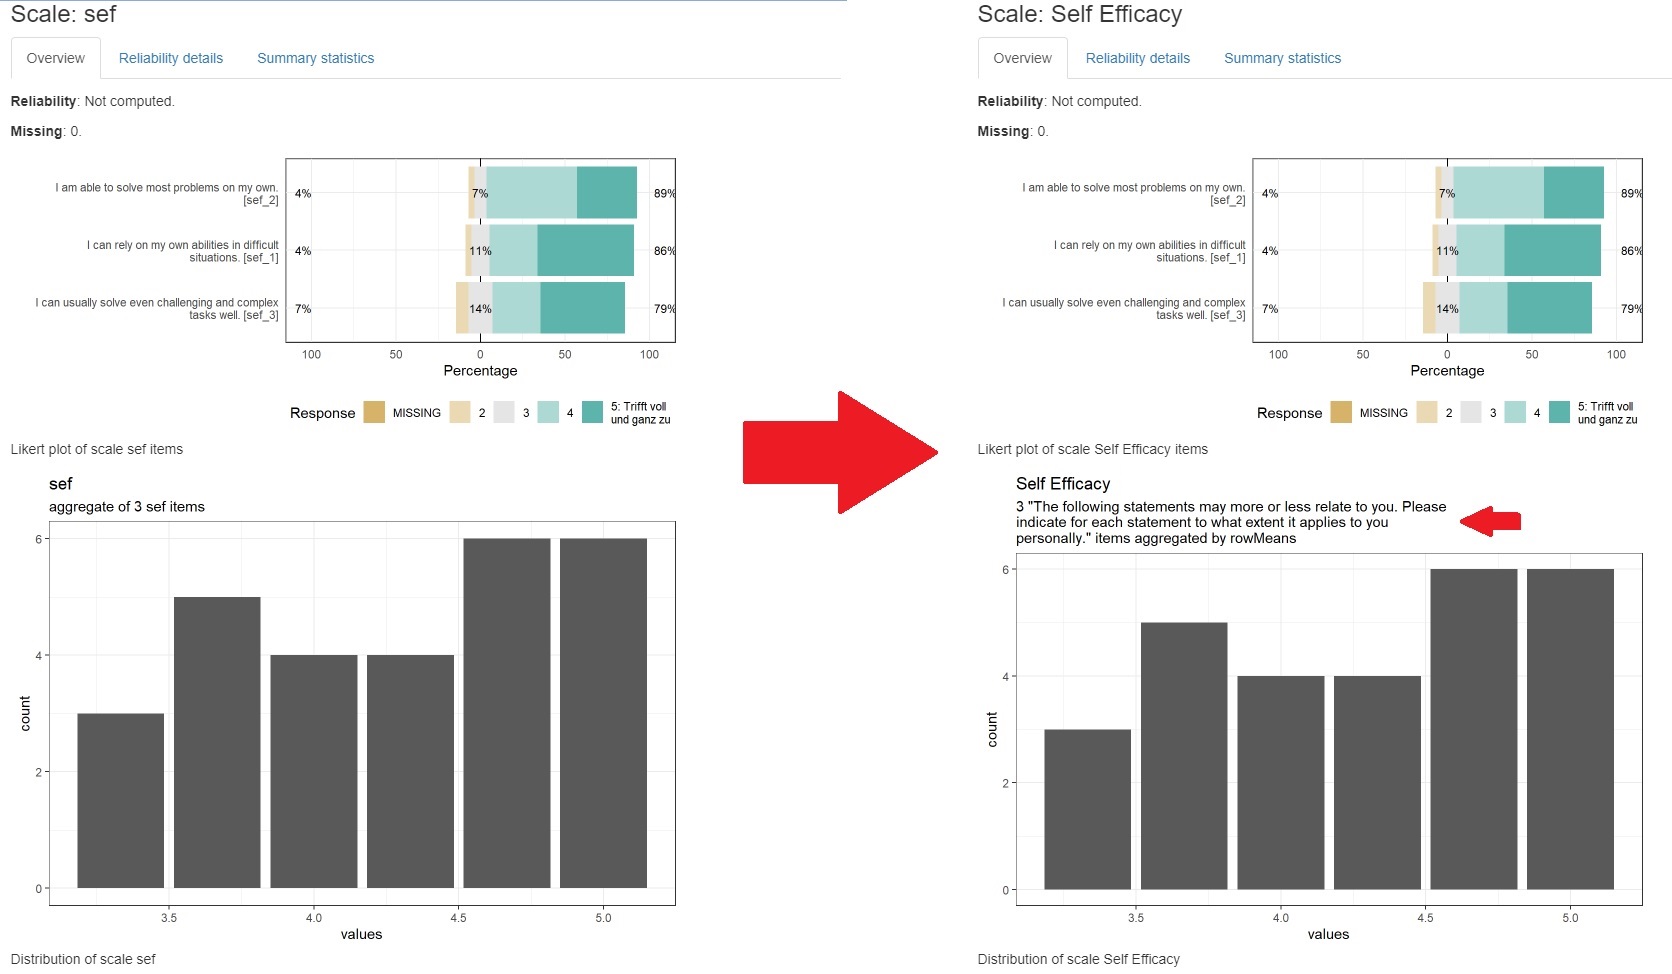 Scale: sef
Overview
Reliability details
Summary statistics
Reliability: Not computed.
Missing: 0.
I am able to solve most problems on my own.
[sef_2]
4%
7%
89%
I can rely on my own abilities in difficult
situations. [sef_1]
4%
11%
86%
I can usually solve even challenging and complex
tasks well. [sef_3]
7%
14%
79%
100
50
0
50
100
Percentage
Response
MISSING
2
3
4
5: Trifft voll
und ganz zu
Likert plot of scale sef items
sef
aggregate of 3 sef items
6
4
2
0
count
3.5
4.0
4.5
5.0
values
Distribution of scale sef
Scale: Self Efficacy
Overview
Reliability details
Summary statistics
Reliability: Not computed.
Missing: 0.
I am able to solve most problems on my own.
[sef_2]
4%
7%
89%
I can rely on my own abilities in difficult
situations. [sef_1]
4%
11%
86%
I can usually solve even challenging and complex
tasks well. [sef_3]
7%
14%
79%
100
50
0
50
100
Percentage
Response
MISSING
2
3
4
5: Trifft voll
und ganz zu
Likert plot of scale Self Efficacy items
Self Efficacy
3 "The following statements may more or less relate to you. Please
indicate for each statement to what extent it applies to you
personally." items aggregated by rowMeans
6
4
2
0
count
3.5
4.0
4.5
5.0
values
Distribution of scale Self Efficacy